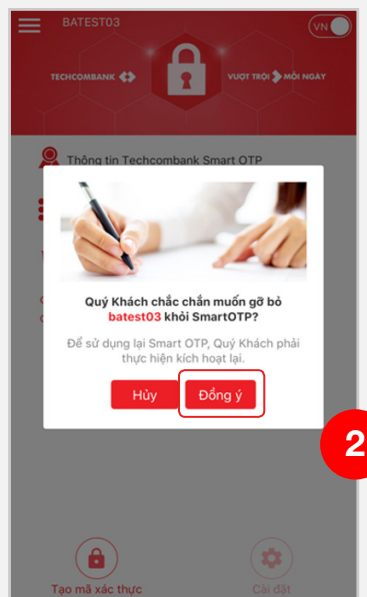 BATEST03
VN
TECHCOMBANK
VƯỢT TRỘI MỖI NGÀY
Thông tin Techcombank Smart OTP
Quý Khách chắc chắn muốn gỡ bỏ
batest03 khỏi SmartOTP?
Để sử dụng lại Smart OTP, Quý Khách phải
thực hiện kích hoạt lại.
Hủy
Đồng ý
2
Tạo mã xác thực
Cài đặt